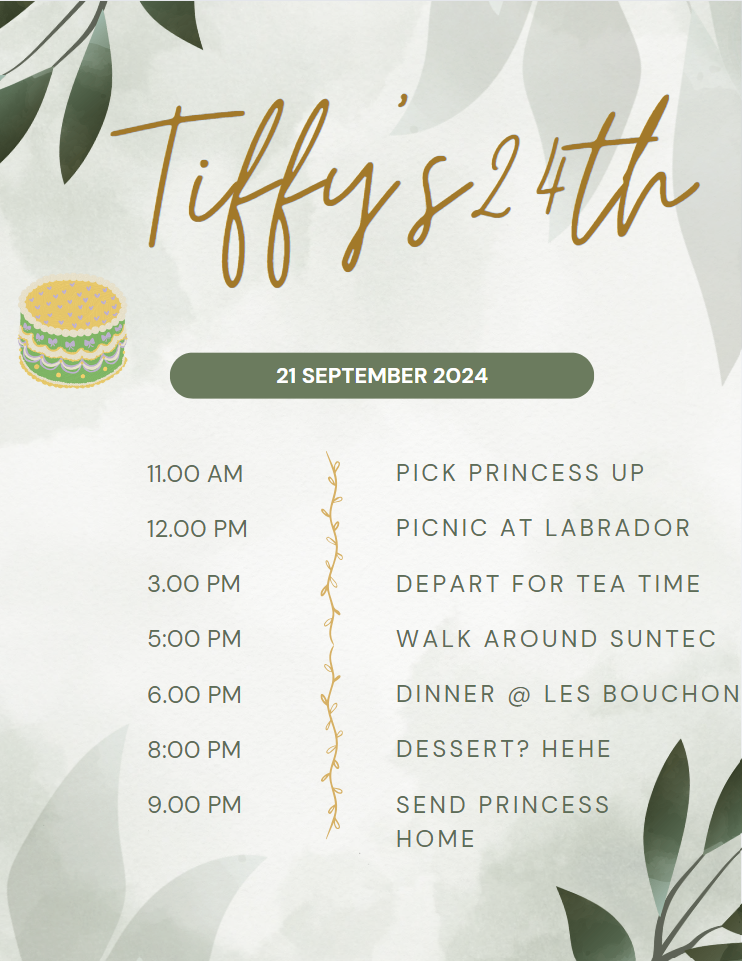 Tiffy's 24th
21 SEPTEMBER 2024
11.00 AM PICK PRINCESS UP
12.00 PM PICNIC AT LABRADOR
3.00 PM DEPART FOR TEA TIME
5:00 PM WALK AROUND SUNTEC
6.00 PM DINNER @ LES BOUCHON
8:00 PM DESSERT? HEHE
9.00 PM SEND PRINCESS
HOME